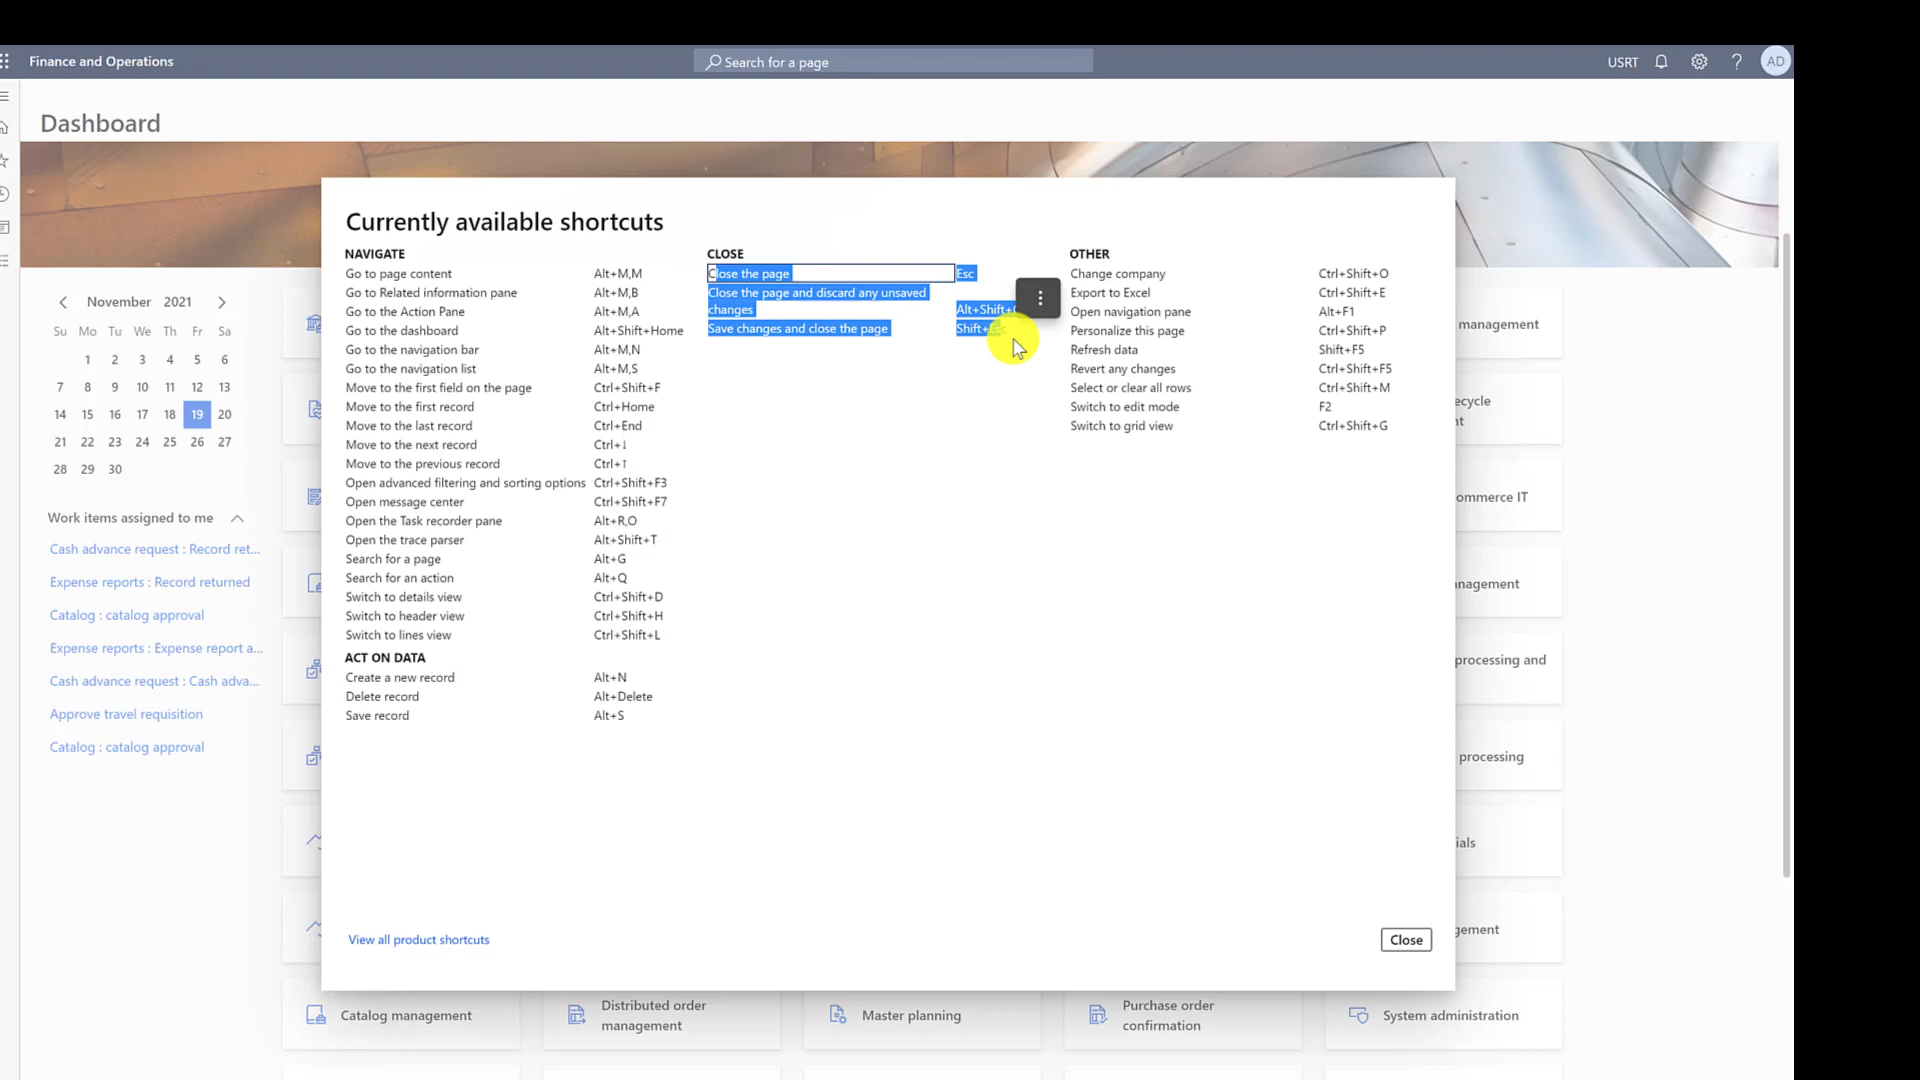 Finance and Operations
Search for a page
USRT
AD
Dashboard
Currently available shortcuts
NAVIGATE
Go to page content Alt+M,M
Go to Related information pane Alt+M,B
Go to the Action Pane Alt+M,A
Go to the dashboard Alt+Shift+Home
Go to the navigation bar Alt+M,N
Go to the navigation list Alt+M,S
Move to the first field on the page Ctrl+Shift+F
Move to the first record Ctrl+Home
Move to the last record Ctrl+End
Move to the next record Ctrl+↓
Move to the previous record Ctrl+↑
Open advanced filtering and sorting options Ctrl+Shift+F3
Open message center Ctrl+Shift+F7
Open the Task recorder pane Alt+R,O
Open the trace parser Alt+Shift+T
Search for a page Alt+G
Search for an action Alt+Q
Switch to details view Ctrl+Shift+D
Switch to header view Ctrl+Shift+H
Switch to lines view Ctrl+Shift+L
ACT ON DATA
Create a new record Alt+N
Delete record Alt+Delete
Save record Alt+S
CLOSE
Close the page Esc
Close the page and discard any unsaved
changes Alt+Shift+
Save changes and close the page Shift+
OTHER
Change company Ctrl+Shift+O
Export to Excel Ctrl+Shift+E
Open navigation pane Alt+F1
Personalize this page Ctrl+Shift+P
Refresh data Shift+F5
Revert any changes Ctrl+Shift+F5
Select or clear all rows Ctrl+Shift+M
Switch to edit mode F2
Switch to grid view Ctrl+Shift+G
View all product shortcuts
Close
November 2021
Su Mo Tu We Th Fr Sa
1 2 3 4 5 6
7 8 9 10 11 12 13
14 15 16 17 18 19 20
21 22 23 24 25 26 27
28 29 30
Work items assigned to me
Cash advance request : Record ret...
Expense reports : Record returned
Catalog : catalog approval
Expense reports : Expense report a...
Cash advance request : Cash adva...
Approve travel requisition
Catalog : catalog approval
management
ecycle
nt
ommerce IT
nagement
processing and
processing
ials
gement
Catalog management
Distributed order
management
Master planning
Purchase order
confirmation
System administration